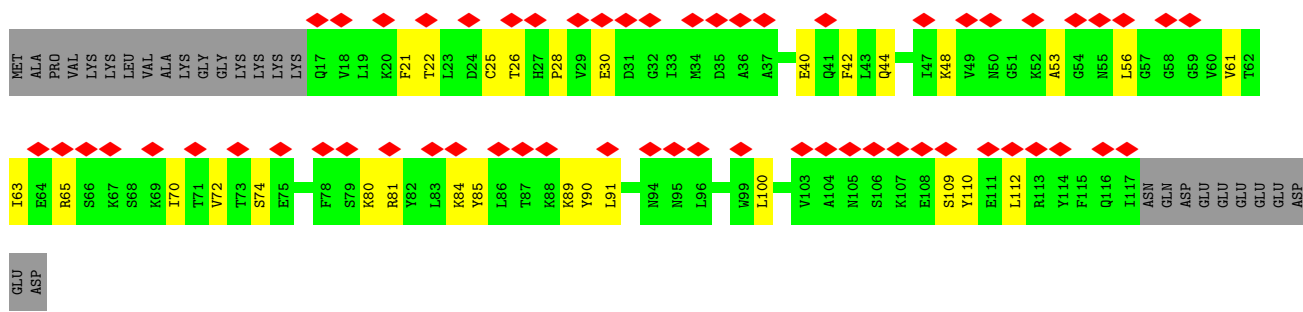 MET ALA PRO VAL LYS LYS LEU VAL ALA LYS GLY GLY LYS LYS LYS LYS Q17 V18 L19 K20 F21 T22 L23 D24 C25 T26 H27 P28 V29 E30 D31 G32 I33 M34 D35 A36 A37 E40 Q41 F42 L43 Q44 I47 K48 V49 N50 G51 K52 A53 G54 N55 L56 G57 G58 G59 V60 V61 T62
I63 E64 R65 S66 K67 S68 K69 I70 T71 V72 T73 S74 E75 F78 S79 K80 R81 Y82 L83 K84 Y85 L86 T87 K88 K89 Y90 L91 N94 N95 L96 W99 L100 V103 A104 N105 S106 K107 E108 S109 Y110 E111 L112 R113 Y114 F115 Q116 I117 ASN GLN ASP GLU GLU GLU GLU GLU ASP
GLU ASP